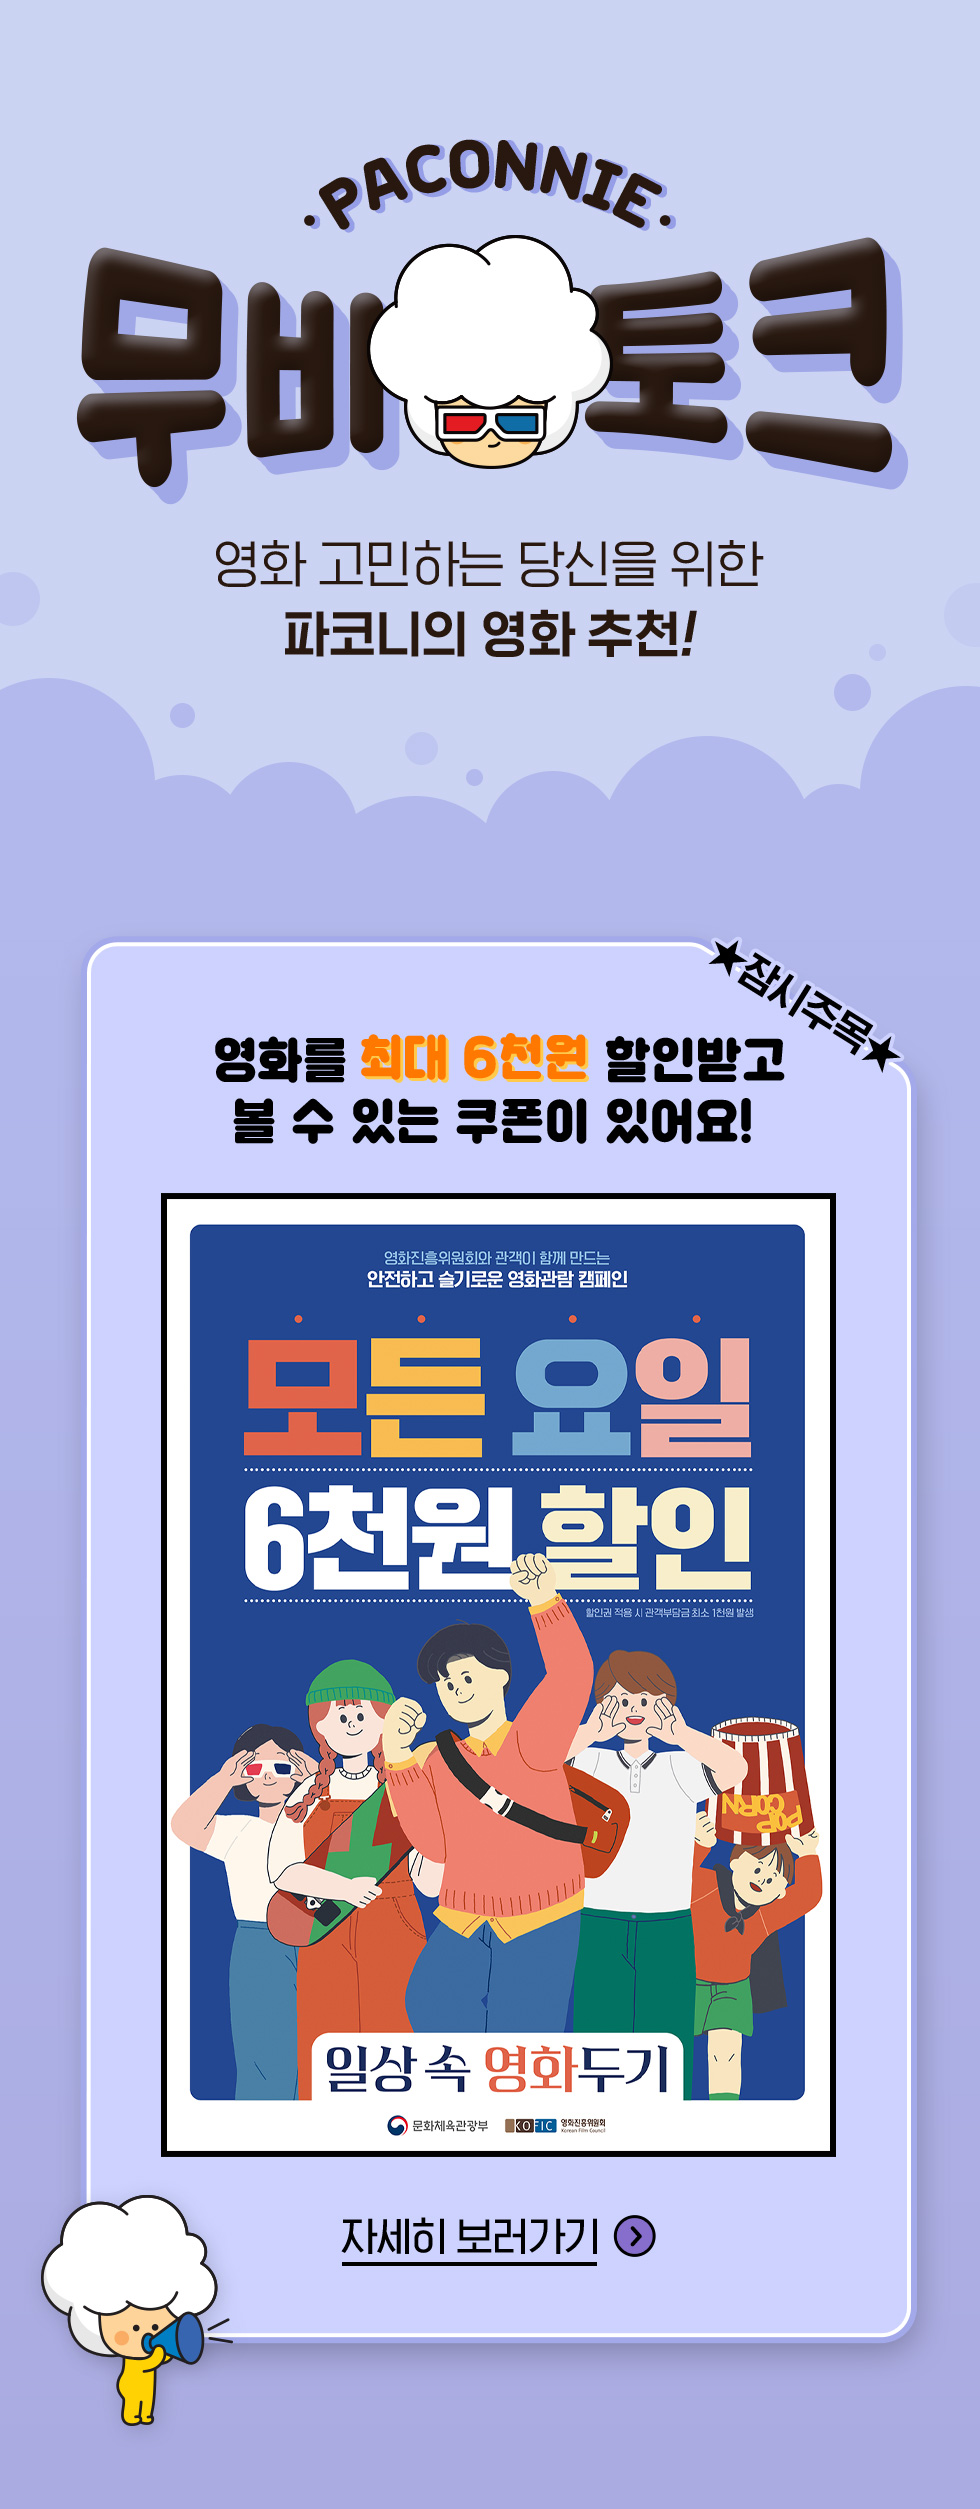 ·PACONNIE·
무비토크
영화 고민하는 당신을 위한
파코니의 영화 추천!
★잠시주목★
영화를 최대 6천원 할인받고
볼 수 있는 쿠폰이 있어요!
영화진흥위원회와 관객이 함께 만드는
안전하고 슬기로운 영화관람 캠페인
모든 요일
6천원 할인
할인권 적용 시 관객부담금 최소 1천원 발생
POP
CORN
일상 속 영화두기
문화체육관광부
KOFIC 영화진흥위원회
Korean Film Council
자세히 보러가기